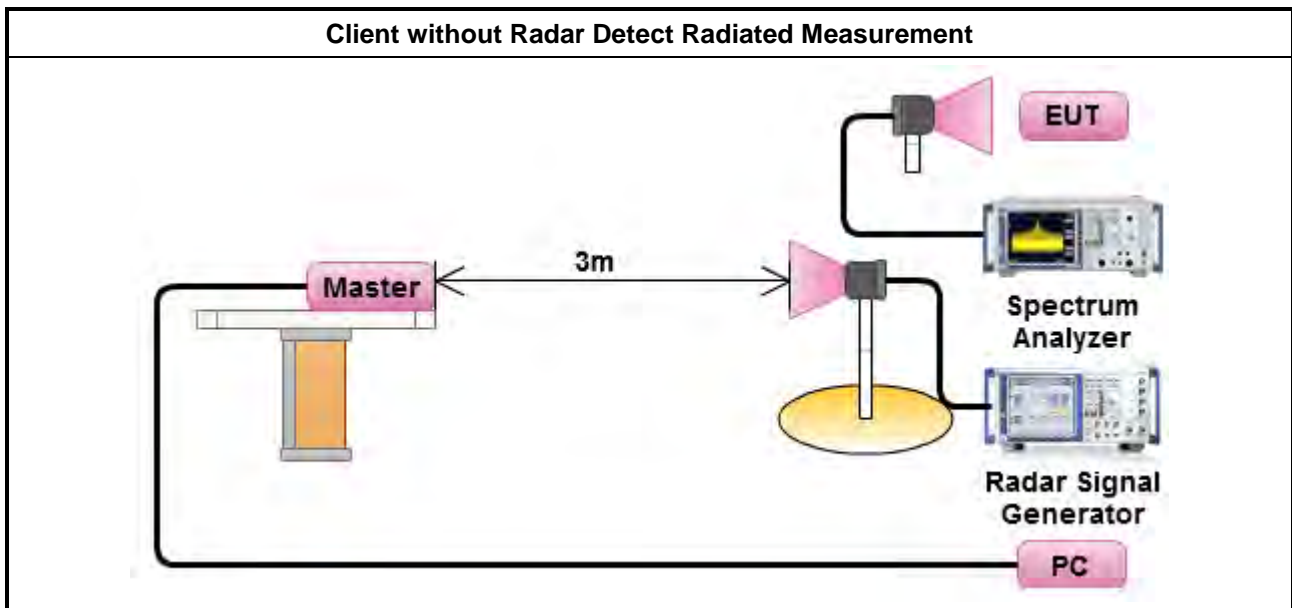 Client without Radar Detect Radiated Measurement
EUT
3m
Master
Spectrum
Analyzer
Radar Signal
Generator
PC